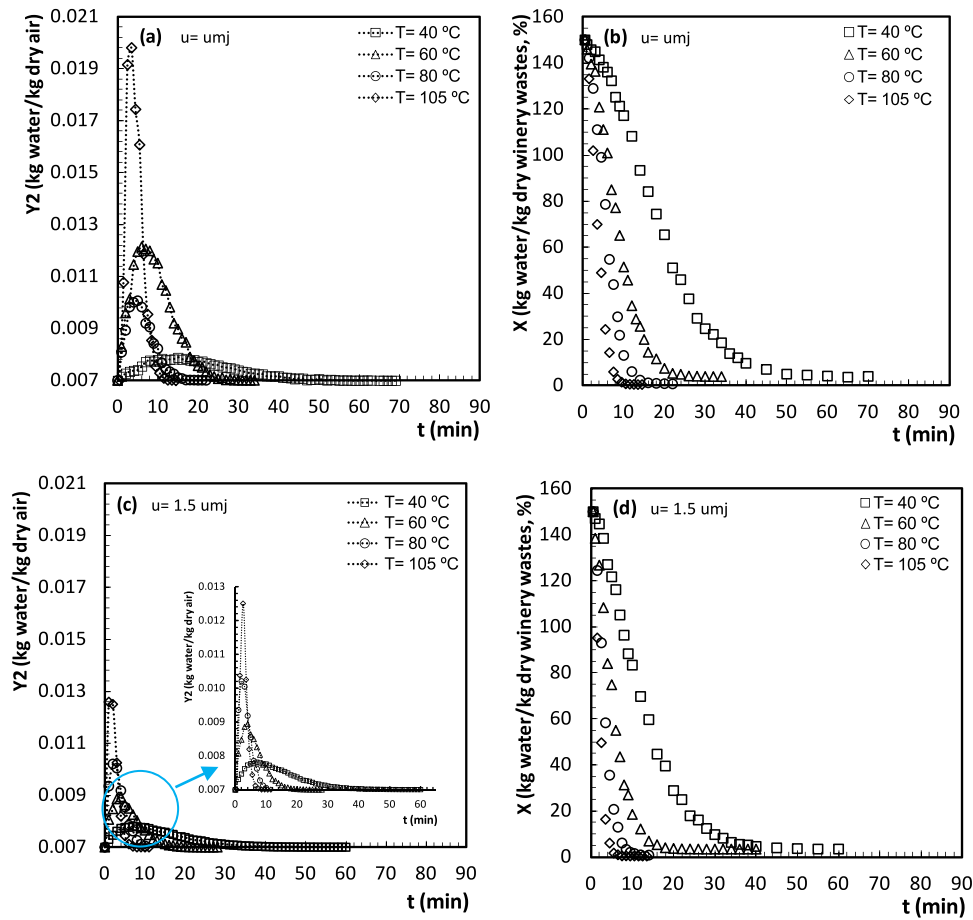 Y2 (kg water/kg dry air)
0.021
0.019
0.017
0.015
0.013
0.011
0.009
0.007
(a) u= umj
T= 40 ºC
T= 60 ºC
T= 80 ºC
T= 105 ºC
0 10 20 30 40 50 60 70 80 90
t (min)
X (kg water/kg dry winery wastes, %)
160
140
120
100
80
60
40
20
0
(b) u= umj
T= 40 ºC
T= 60 ºC
T= 80 ºC
T= 105 ºC
0 10 20 30 40 50 60 70 80 90
t (min)
Y2 (kg water/kg dry air)
0.021
0.019
0.017
0.015
0.013
0.011
0.009
0.007
(c) u= 1.5 umj
T= 40 ºC
T= 60 ºC
T= 80 ºC
T= 105 ºC
Y2 (kg water/kg dry air)
0.013
0.012
0.011
0.010
0.009
0.008
0.007
0 10 20 30 40 50 60
t (min)
0 10 20 30 40 50 60 70 80 90
t (min)
X (kg water/kg dry winery wastes, %)
160
140
120
100
80
60
40
20
0
(d) u= 1.5 umj
T= 40 ºC
T= 60 ºC
T= 80 ºC
T= 105 ºC
0 10 20 30 40 50 60 70 80 90
t (min)